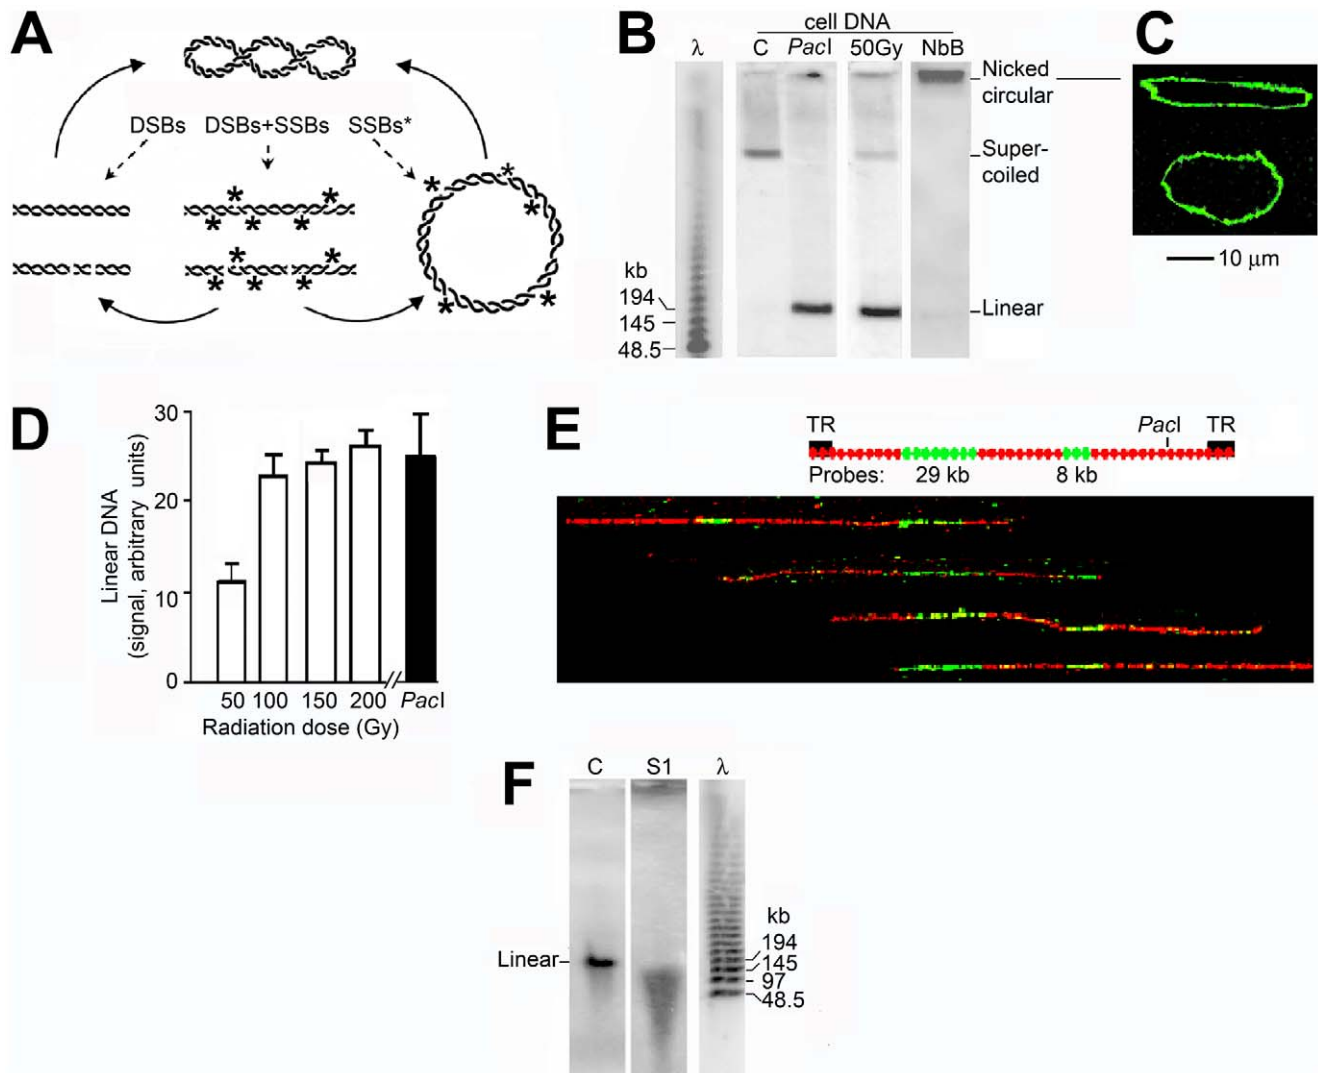 A
DSBs DSBs+SSBs SSBs*
B
cell DNA
λ C PacI 50Gy NbB
Nicked
circular
Super-
coiled
kb
194
145
48.5
Linear
C
10 µm
D
Linear DNA
(signal, arbitrary units)
30
20
10
0
50 100 150 200 PacI
Radiation dose (Gy)
E
TR PacI TR
Probes: 29 kb 8 kb
F
C S1 λ
Linear
kb
194
145
97
48.5